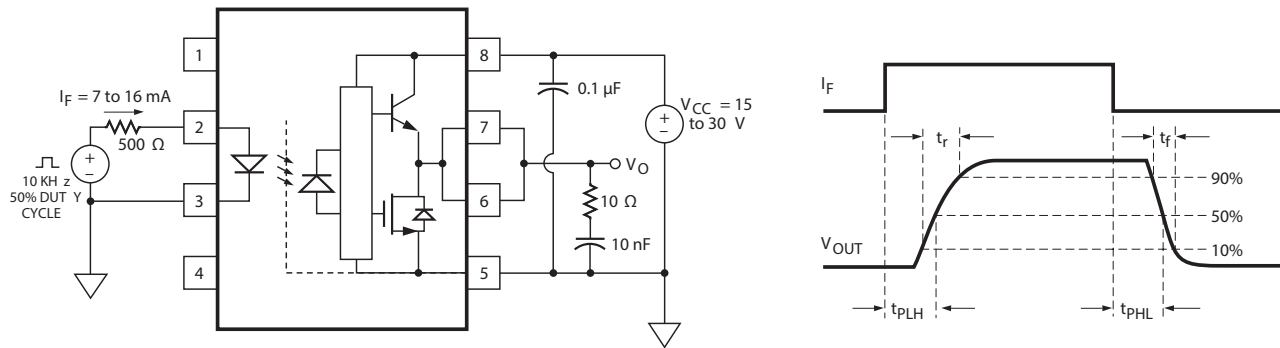 1
2
3
4
8
7
6
5
I_F = 7 to 16 mA
500 Ω
+
−
10 KH z
50% DUT Y
CYCLE
0.1 µF
+
−
V_CC = 15
to 30 V
V_O
10 Ω
10 nF
I_F
t_r
t_f
90%
50%
10%
V_OUT
t_PLH
t_PHL